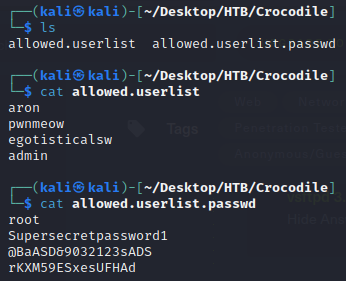 ┌──(kali㉿kali)-[~/Desktop/HTB/Crocodile]
└─$ ls
allowed.userlist  allowed.userlist.passwd
┌──(kali㉿kali)-[~/Desktop/HTB/Crocodile]
└─$ cat allowed.userlist
aron
pwnmeow
egotisticalsw
admin
┌──(kali㉿kali)-[~/Desktop/HTB/Crocodile]
└─$ cat allowed.userlist.passwd
root
Supersecretpassword1
@BaASD&9032123sADS
rKXM59ESxesUFHAd
Tags